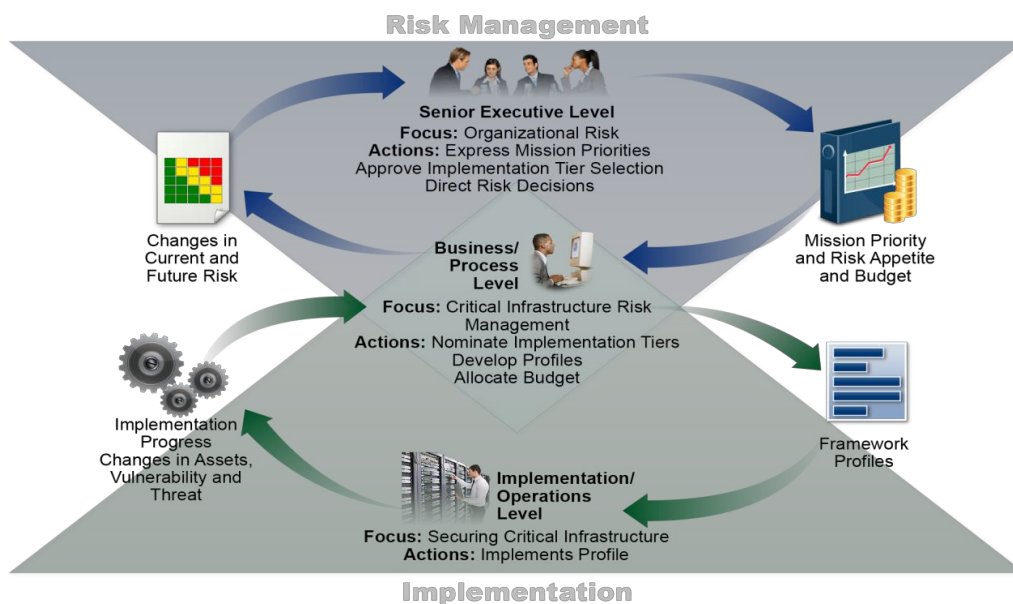 Risk Management
Senior Executive Level
Focus: Organizational Risk
Actions: Express Mission Priorities
Approve Implementation Tier Selection
Direct Risk Decisions
Changes in
Current and
Future Risk
Mission Priority
and Risk Appetite
and Budget
Business/
Process
Level
Focus: Critical Infrastructure Risk
Management
Actions: Nominate Implementation Tiers
Develop Profiles
Allocate Budget
Implementation
Progress
Changes in Assets,
Vulnerability and
Threat
Framework
Profiles
Implementation/
Operations
Level
Focus: Securing Critical Infrastructure
Actions: Implements Profile
Implementation